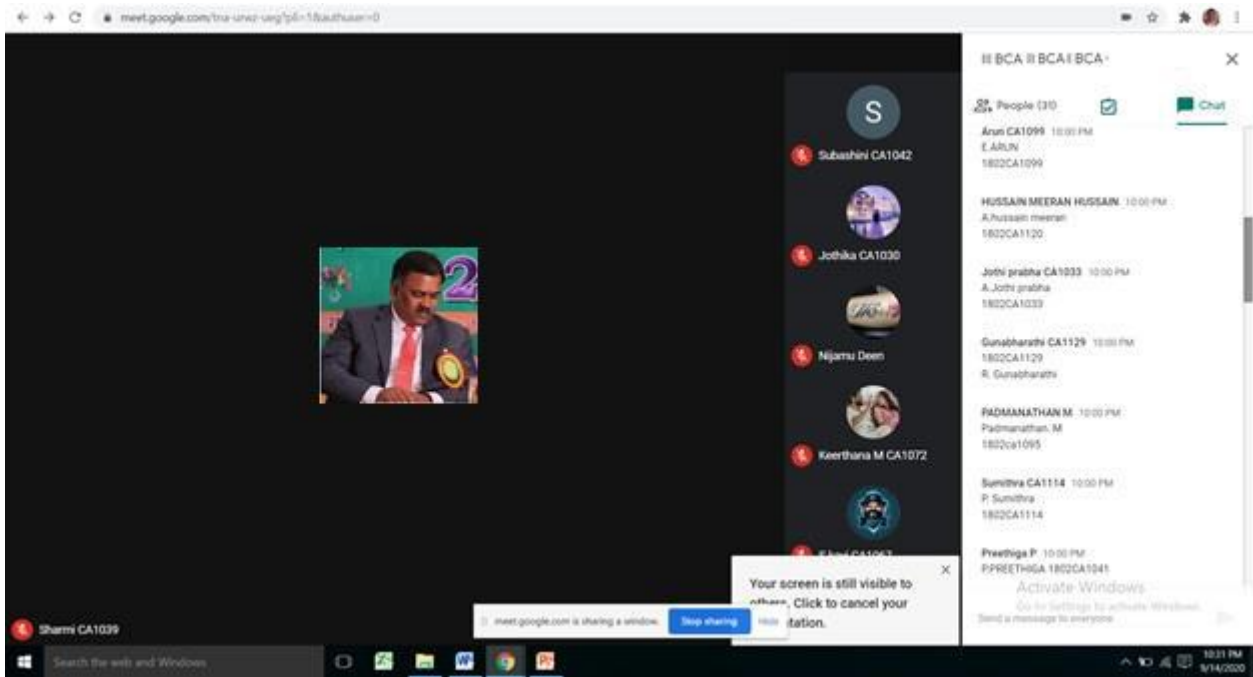 meet.google.com/tna-urwz-uerg?pli=1&authuser=0
III BCA III BCA II BCA-
People (31)
Chat
Arun CA1099 10:00 PM
E.ARUN
1802CA1099
HUSSAIN MEERAN HUSSAIN 10:00 PM
A.hussain meeran
1802CA1120
Jothi prabha CA1033 10:00 PM
A.Jothi prabha
1802CA1033
Gunabharathi CA1129 10:00 PM
1802CA1129
R. Gunabharathi
PADMANATHAN M 10:00 PM
Padmanathan. M
1802ca1095
Sumithra CA1114 10:00 PM
P. Sumithra
1802CA1114
Preethiga P 10:00 PM
P.PREETHIGA 1802CA1041
Activate Windows
Go to Settings to activate Windows.
Send a message to everyone
S
Subashini CA1042
Jothika CA1030
Nijamu Deen
Keerthana M CA1072
2
Your screen is still visible to
others. Click to cancel your
tation.
meet.google.com is sharing a window.
Stop sharing
Hide
Sharmi CA1039
Search the web and Windows
10:31 PM
9/14/2020